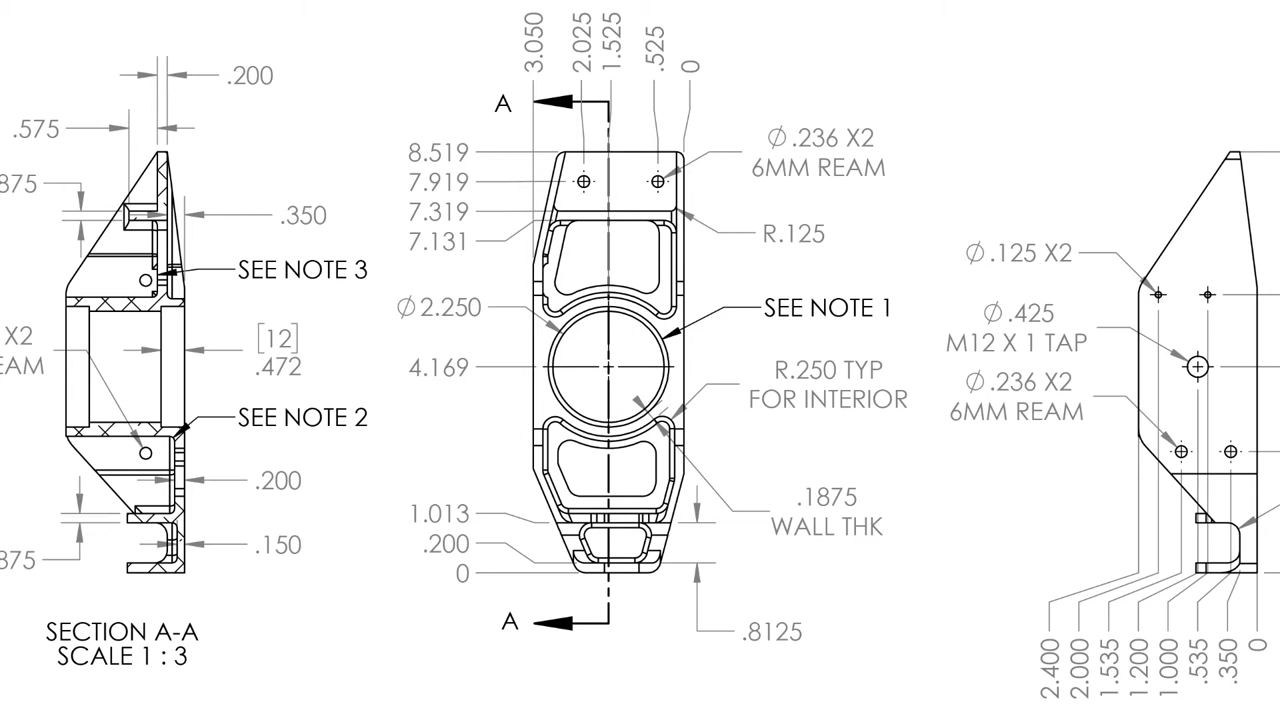 .200
.575
875
.350
SEE NOTE 3
X2
EAM
[12]
.472
SEE NOTE 2
.200
875
.150
SECTION A-A
SCALE 1 : 3
3.050
2.025
1.525
.525
0
A
8.519
7.919
7.319
7.131
Ø 2.250
4.169
1.013
.200
0
A
Ø .236 X2
6MM REAM
R.125
SEE NOTE 1
R.250 TYP
FOR INTERIOR
.1875
WALL THK
.8125
Ø .125 X2
Ø .425
M12 X 1 TAP
Ø .236 X2
6MM REAM
2.400
2.000
1.535
1.200
1.000
.535
.350
0